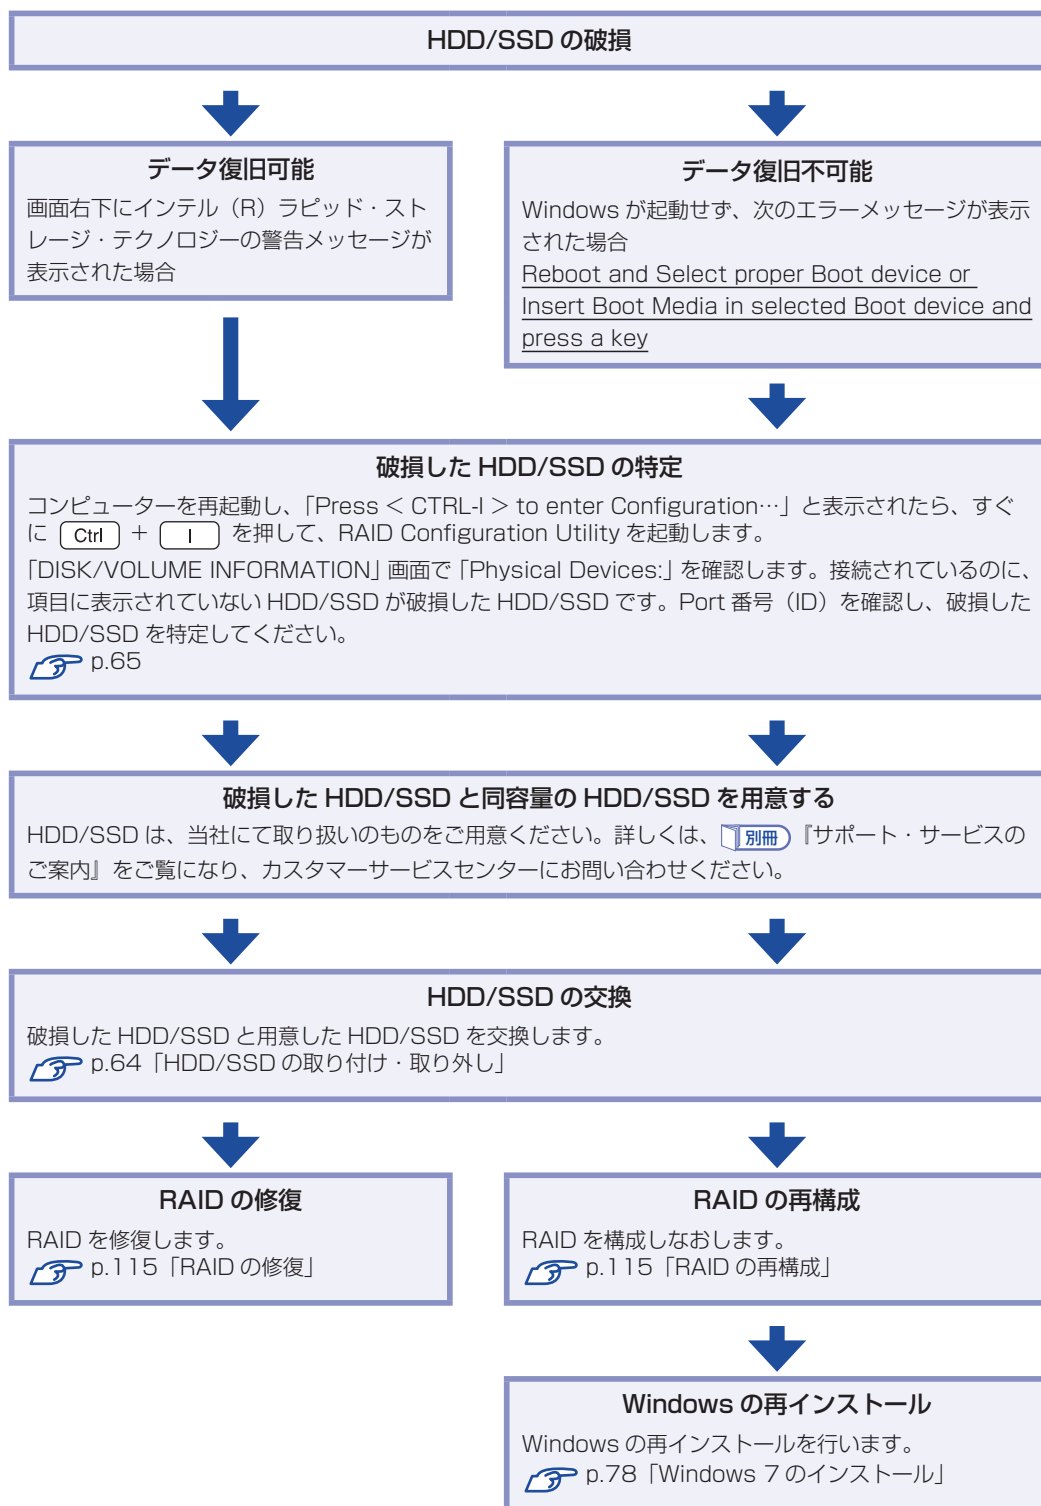 HDD/SSD の破損
データ復旧可能
画面右下にインテル（R）ラピッド・スト
レージ・テクノロジーの警告メッセージが
表示された場合
データ復旧不可能
Windows が起動せず、次のエラーメッセージが表示
された場合
Reboot and Select proper Boot device or
Insert Boot Media in selected Boot device and
press a key
破損した HDD/SSD の特定
コンピューターを再起動し、「Press < CTRL-I > to enter Configuration…」と表示されたら、すぐ
に Ctrl + I を押して、RAID Configuration Utility を起動します。
「DISK/VOLUME INFORMATION」画面で「Physical Devices:」を確認します。接続されているのに、
項目に表示されていない HDD/SSD が破損した HDD/SSD です。Port 番号（ID）を確認し、破損した
HDD/SSD を特定してください。
p.65
破損した HDD/SSD と同容量の HDD/SSD を用意する
HDD/SSD は、当社にて取り扱いのものをご用意ください。詳しくは、別冊『サポート・サービスの
ご案内』をご覧になり、カスタマーサービスセンターにお問い合わせください。
HDD/SSD の交換
破損した HDD/SSD と用意した HDD/SSD を交換します。
p.64「HDD/SSD の取り付け・取り外し」
RAID の修復
RAID を修復します。
p.115「RAID の修復」
RAID の再構成
RAID を構成しなおします。
p.115「RAID の再構成」
Windows の再インストール
Windows の再インストールを行います。
p.78「Windows 7 のインストール」